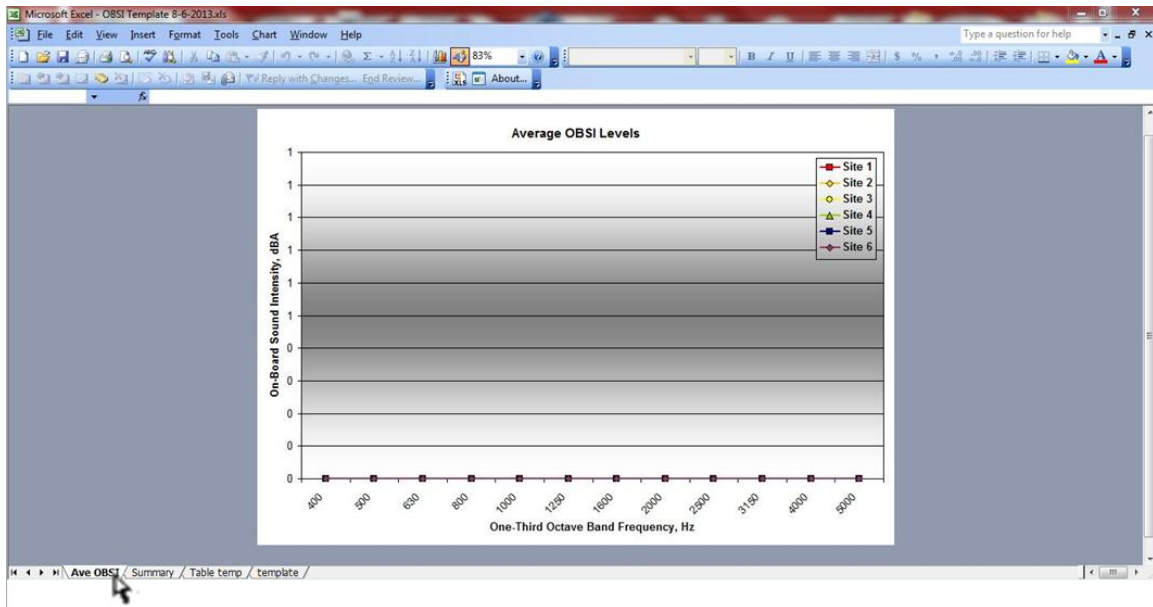 Microsoft Excel - OBSI Template 8-6-2013.xls
File Edit View Insert Format Tools Chart Window Help
Type a question for help
83%
B I U $ % ,
Reply with Changes... End Review...
XLS About...
fx
Average OBSI Levels
On-Board Sound Intensity, dBA
1
1
1
1
1
1
0
0
0
0
0
Site 1
Site 2
Site 3
Site 4
Site 5
Site 6
400 500 630 800 1000 1250 1600 2000 2500 3150 4000 5000
One-Third Octave Band Frequency, Hz
Ave OBSI Summary Table temp template